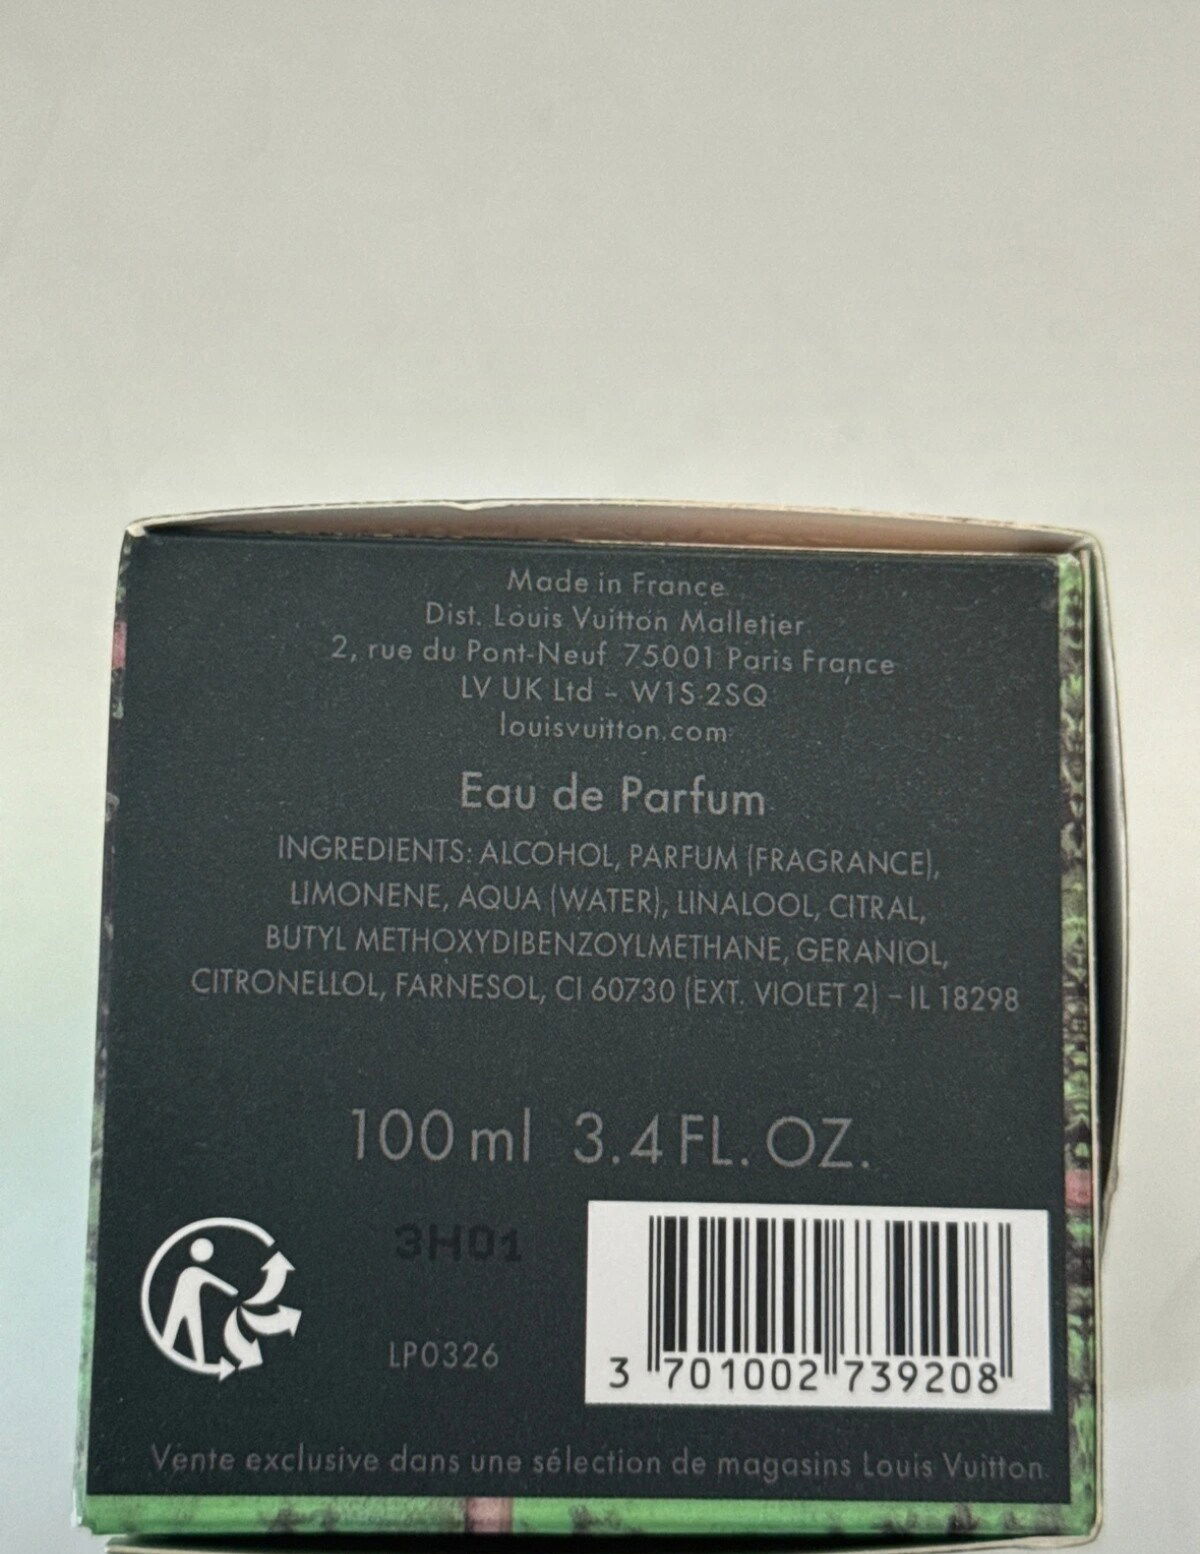 Made in France
Dist. Louis Vuitton Malletier
2, rue du Pont-Neuf 75001 Paris France
LV UK Ltd - W1S 2SQ
louisvuitton.com
Eau de Parfum
INGREDIENTS: ALCOHOL, PARFUM (FRAGRANCE),
LIMONENE, AQUA (WATER), LINALOOL, CITRAL,
BUTYL METHOXYDIBENZOYLMETHANE, GERANIOL,
CITRONELLOL, FARNESOL, CI 60730 (EXT. VIOLET 2) - IL 18298
100 ml 3.4 FL. OZ.
3H01
LP0326
3 701002 739208
Vente exclusive dans une sélection de magasins Louis Vuitton